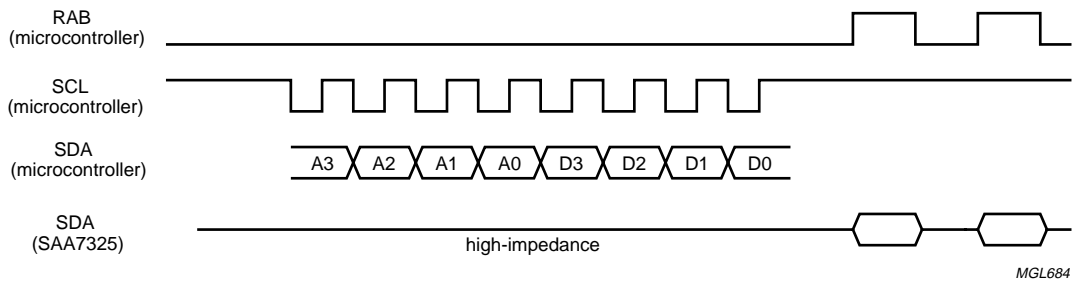 RAB
(microcontroller)
SCL
(microcontroller)
SDA
(microcontroller)
A3 A2 A1 A0 D3 D2 D1 D0
SDA
(SAA7325)
high-impedance
MGL684